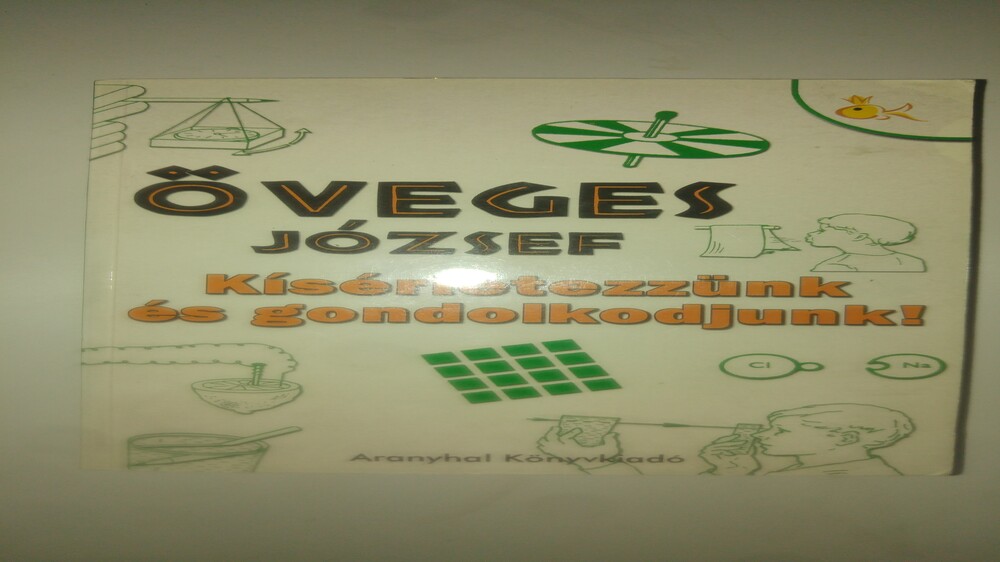 ÖVEGES
JÓZSEF
Kísérletezzünk
és gondolkodjunk!
Cl
Na
Aranyhal Könyvkiadó